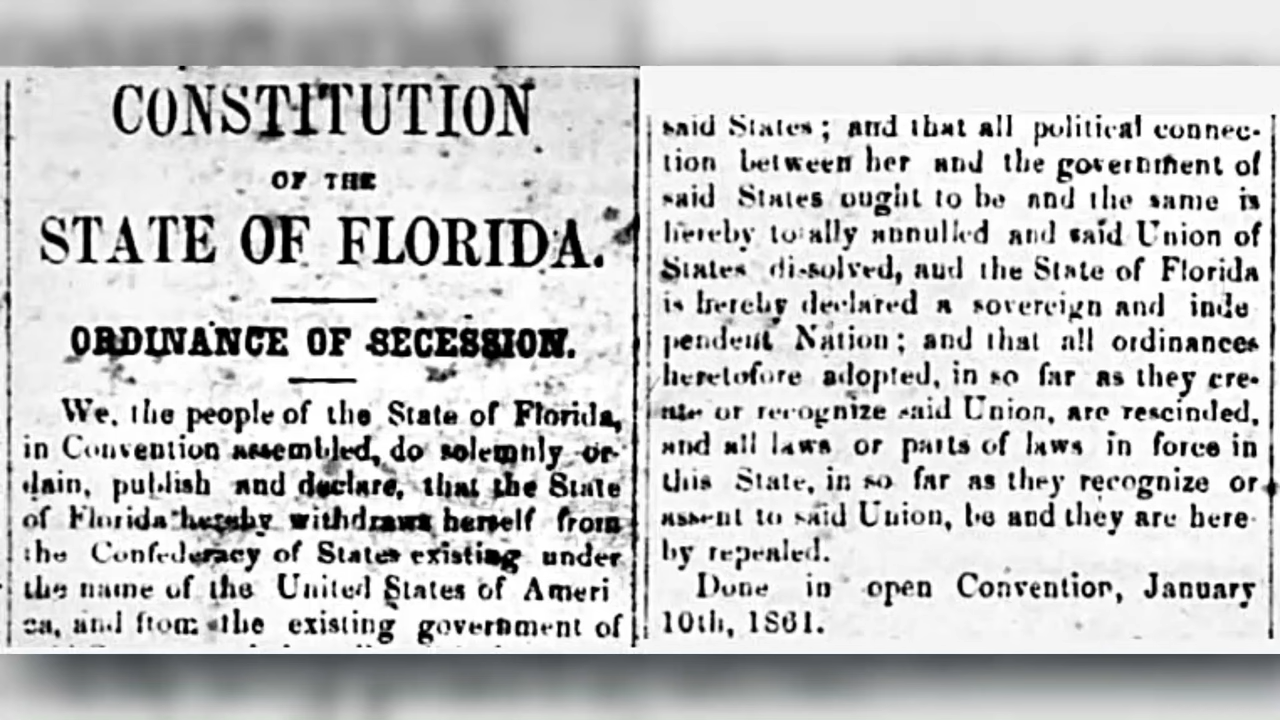 CONSTITUTION
OF THE
STATE OF FLORIDA.
ORDINANCE OF SECESSION.
We, the people of the State of Florida,
in Convention assembled, do solemnly or-
dain, publish and declare, that the State
of Florida hereby withdraws herself from
the Confederacy of States existing under
the name of the United States of Ameri
ca, and from the existing government of
said States; and that all political connec-
tion between her and the government of
said States ought to be and the same is
hereby totally annulled and said Union of
States dissolved, and the State of Florida
is hereby declared a sovereign and inde
pendent Nation; and that all ordinances
heretofore adopted, in so far as they cre-
ate or recognize said Union, are rescinded,
and all laws or parts of laws in force in
this State, in so far as they recognize or
assent to said Union, be and they are here-
by repealed.
Done in open Convention, January
10th, 1861.